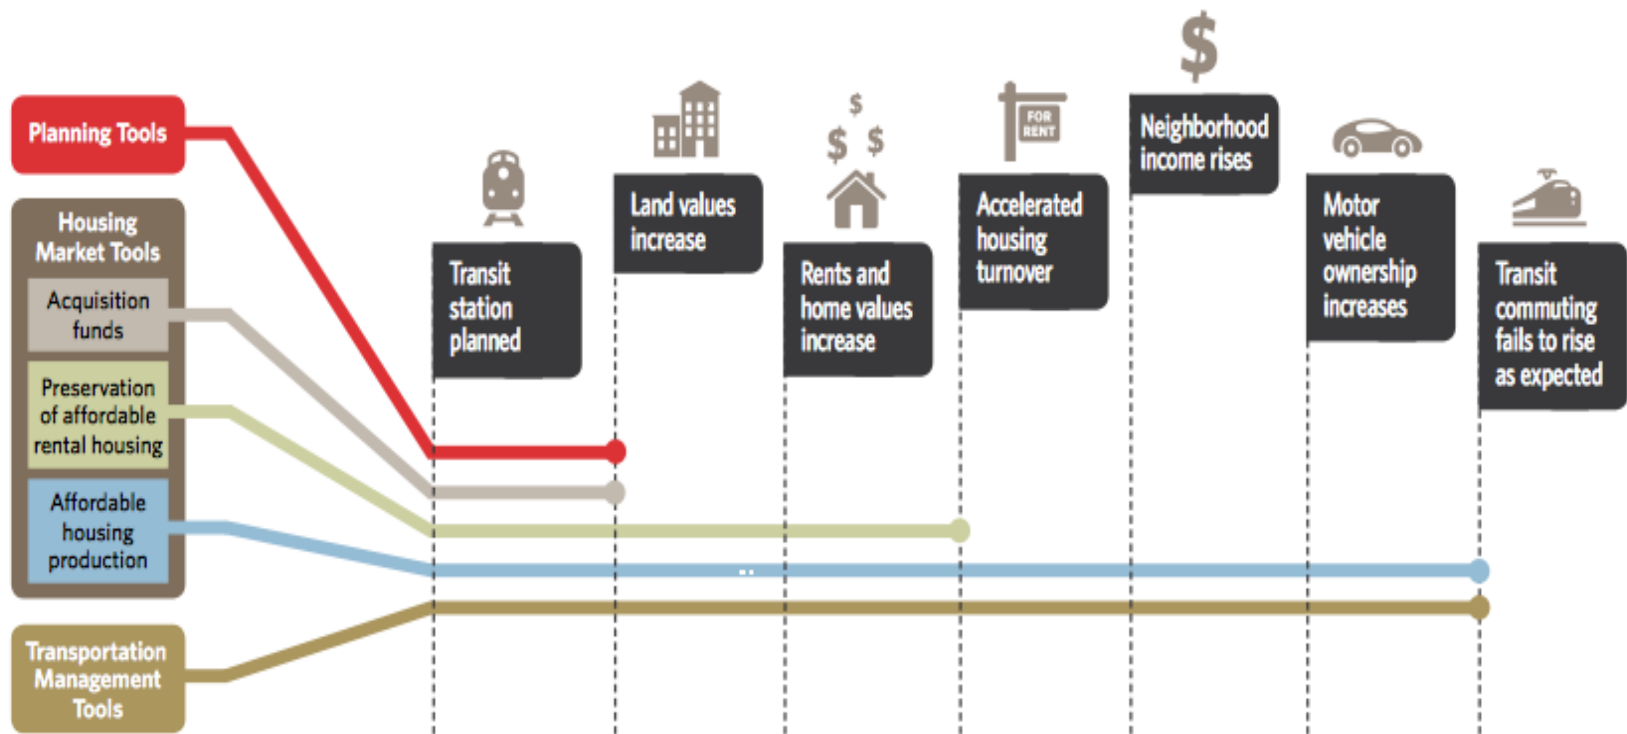 Planning Tools
Housing
Market Tools
Acquisition
funds
Preservation
of affordable
rental housing
Affordable
housing
production
Transportation
Management
Tools
Transit
station
planned
Land values
increase
$
$ $
Rents and
home values
increase
FOR
RENT
Accelerated
housing
turnover
$
Neighborhood
income rises
Motor
vehicle
ownership
increases
Transit
commuting
fails to rise
as expected